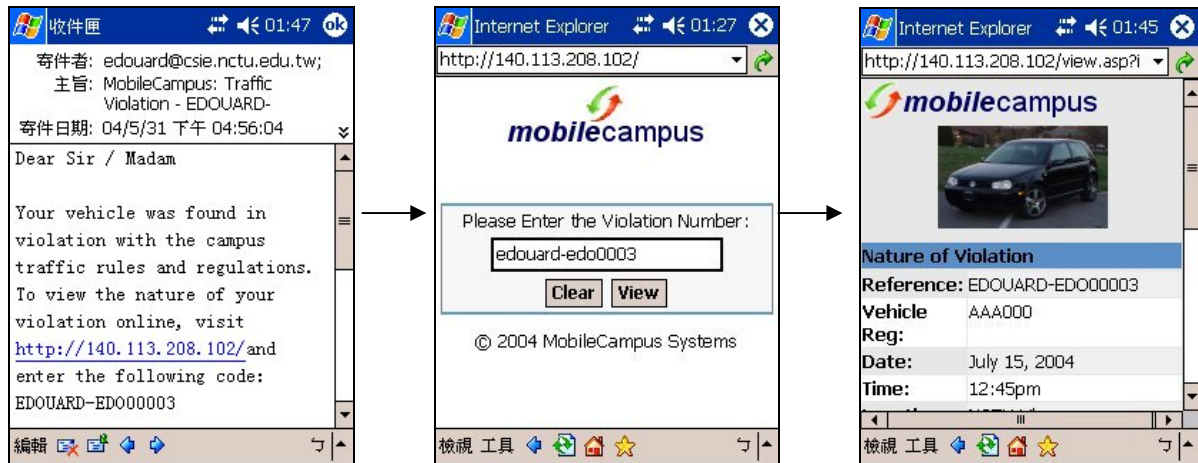 收件匣 01:47 ok
寄件者: edouard@csie.nctu.edu.tw;
主旨: MobileCampus: Traffic
Violation - EDOUARD-
寄件日期: 04/5/31 下午 04:56:04
Dear Sir / Madam
Your vehicle was found in
violation with the campus
traffic rules and regulations.
To view the nature of your
violation online, visit
http://140.113.208.102/and
enter the following code:
EDOUARD-EDO00003
編輯 ㄅ
Internet Explorer 01:27
http://140.113.208.102/
mobilecampus
Please Enter the Violation Number:
edouard-edo0003
Clear View
© 2004 MobileCampus Systems
檢視 工具 ㄅ
Internet Explorer 01:45
http://140.113.208.102/view.asp?i
mobilecampus
Nature of Violation
Reference: EDOUARD-EDO00003
Vehicle AAA000
Reg:
Date: July 15, 2004
Time: 12:45pm
檢視 工具 ㄅ